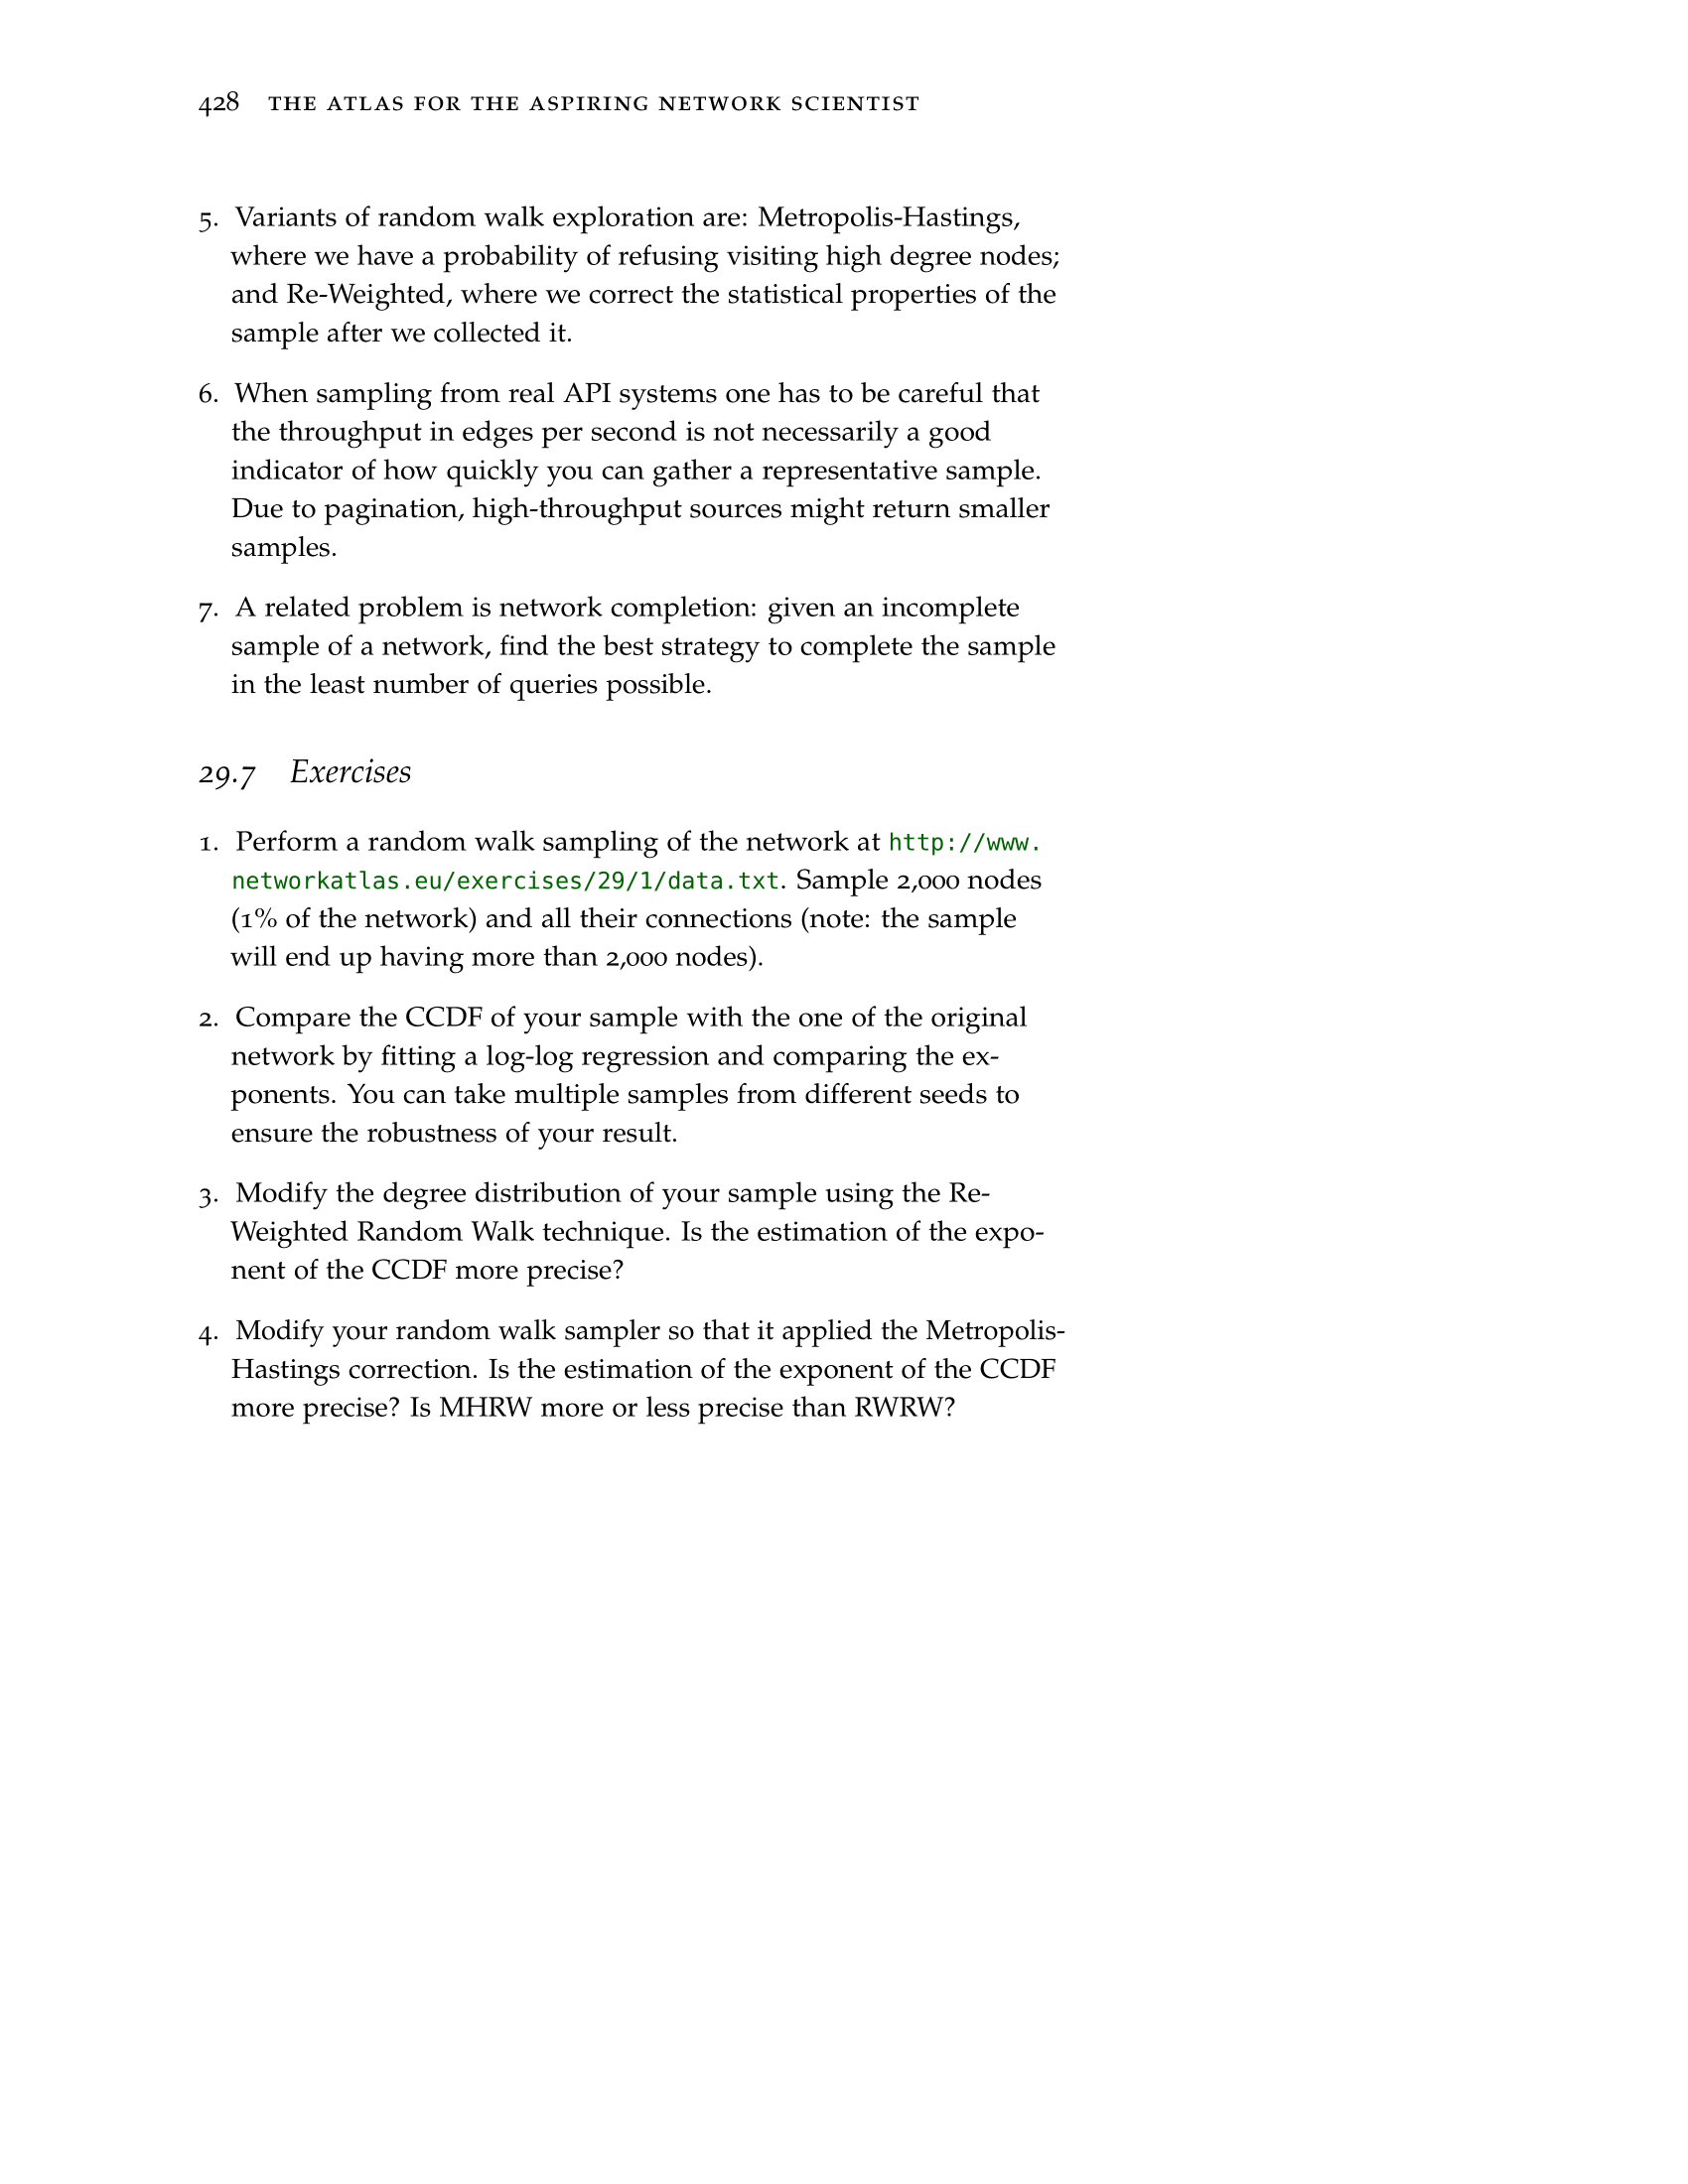 428 THE ATLAS FOR THE ASPIRING NETWORK SCIENTIST
5. Variants of random walk exploration are: Metropolis-Hastings,
where we have a probability of refusing visiting high degree nodes;
and Re-Weighted, where we correct the statistical properties of the
sample after we collected it.
6. When sampling from real API systems one has to be careful that
the throughput in edges per second is not necessarily a good
indicator of how quickly you can gather a representative sample.
Due to pagination, high-throughput sources might return smaller
samples.
7. A related problem is network completion: given an incomplete
sample of a network, find the best strategy to complete the sample
in the least number of queries possible.
29.7 Exercises
1. Perform a random walk sampling of the network at http://www.
networkatlas.eu/exercises/29/1/data.txt. Sample 2,000 nodes
(1% of the network) and all their connections (note: the sample
will end up having more than 2,000 nodes).
2. Compare the CCDF of your sample with the one of the original
network by fitting a log-log regression and comparing the ex-
ponents. You can take multiple samples from different seeds to
ensure the robustness of your result.
3. Modify the degree distribution of your sample using the Re-
Weighted Random Walk technique. Is the estimation of the expo-
nent of the CCDF more precise?
4. Modify your random walk sampler so that it applied the Metropolis-
Hastings correction. Is the estimation of the exponent of the CCDF
more precise? Is MHRW more or less precise than RWRW?